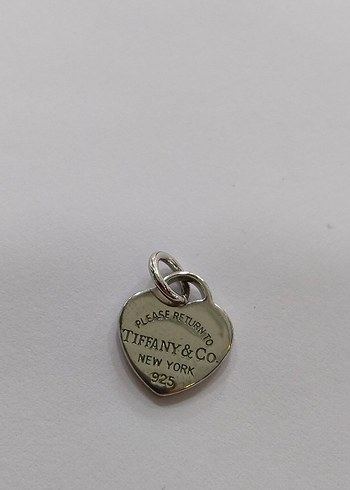 PLEASE RETURN TO
TIFFANY & CO.
NEW YORK
925